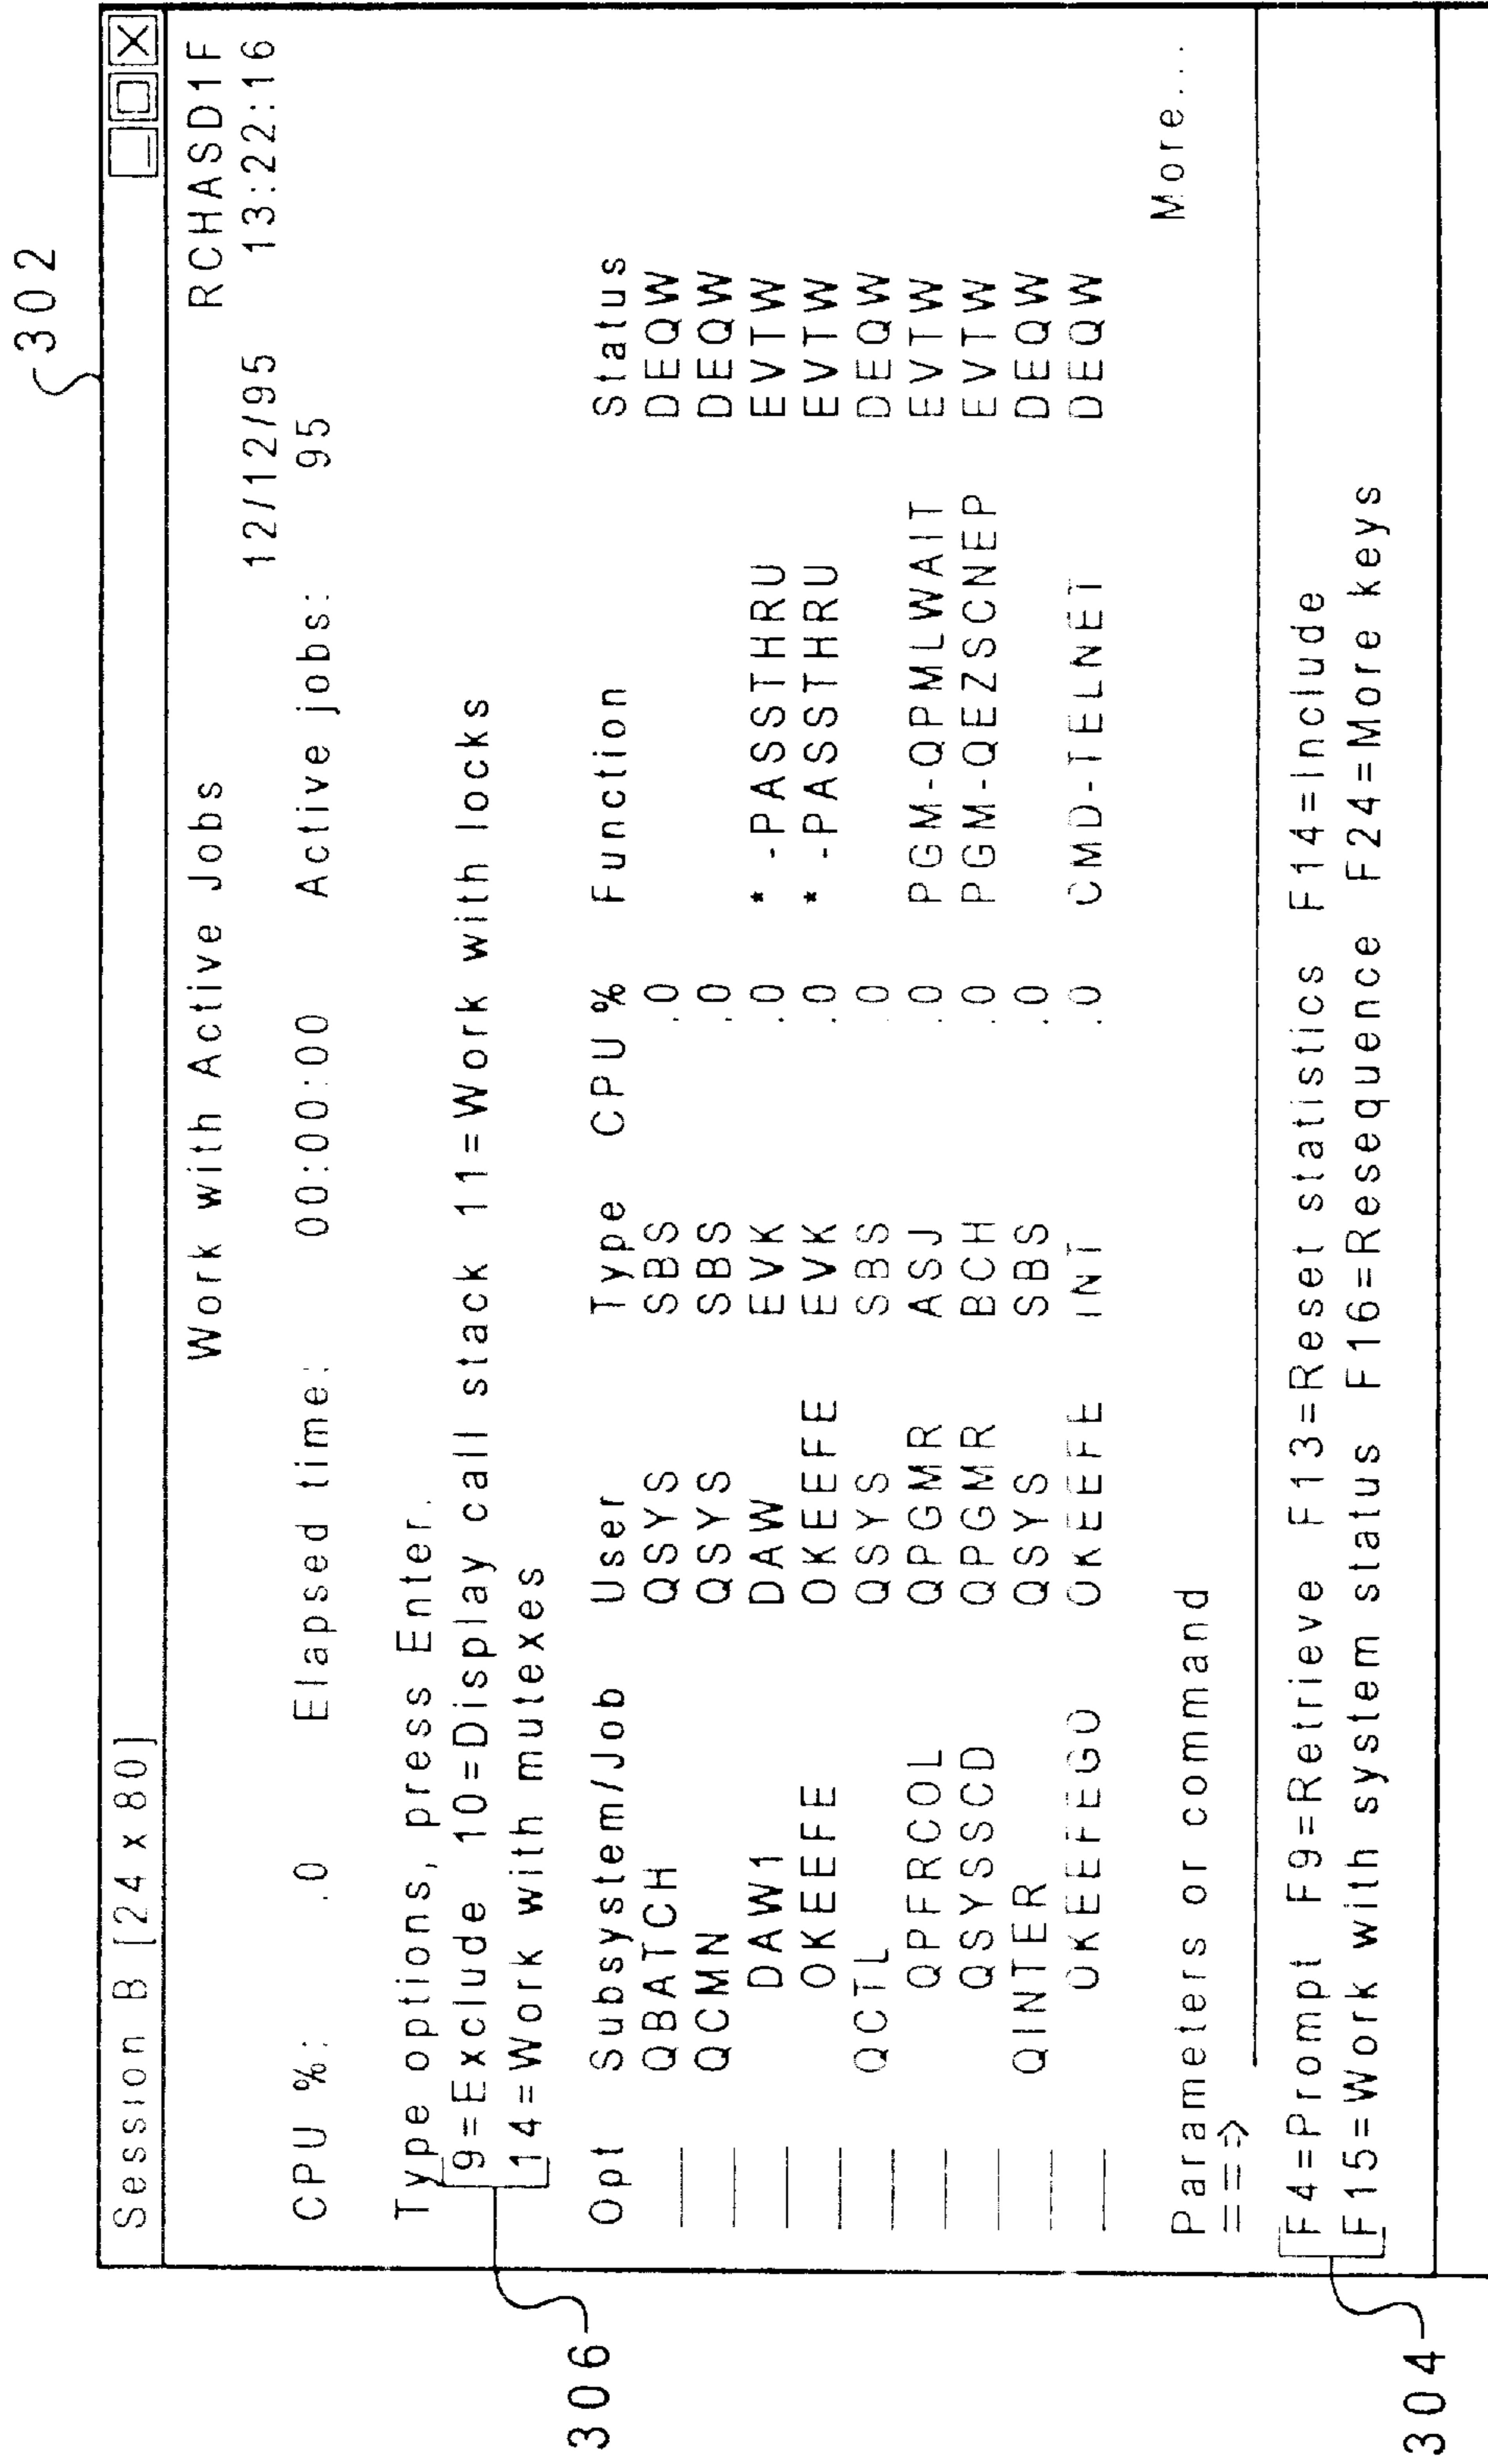 302
Session B [24 x 80]
Work with Active Jobs RCHASD1F
12/12/95 13:22:16
CPU %: .0 Elapsed time: 00:00:00 Active jobs: 95
Type options, press Enter.
9=Exclude 10=Display call stack 11=Work with locks
14=Work with mutexes
306
Opt Subsystem/Job User Type CPU % Function Status
QBATCH QSYS SBS .0 DEQW
QCMN QSYS SBS .0 DEQW
DAW1 DAW EVK .0 *-PASSTHRU EVTW
OKEEFE OKEEFE EVK .0 *-PASSTHRU EVTW
QCTL QSYS SBS .0 DEQW
QPFRCOL QPGMR ASJ .0 PGM-QPMLWAIT EVTW
QSYSSCD QPGMR BCH .0 PGM-QEZSCNEP EVTW
QINTER QSYS SBS .0 DEQW
OKEEFEGO OKEEFE INT .0 CMD-TELNET DEQW
More...
Parameters or command
===>
F4=Prompt F9=Retrieve F13=Reset statistics F14=Include
F15=Work with system status F16=Resequence F24=More keys
304